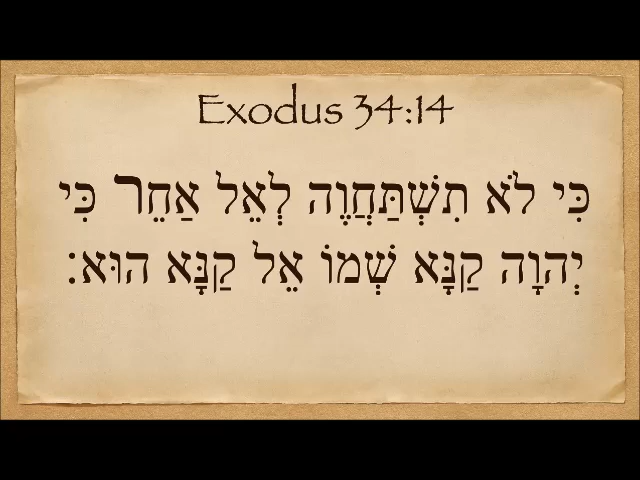 Exodus 34:14
כִּי לֹא תִשְׁתַּחֲוֶה לְאֵל אַחֵר כִּי
יְהוָה קַנָּא שְׁמוֹ אֵל קַנָּא הוּא׃